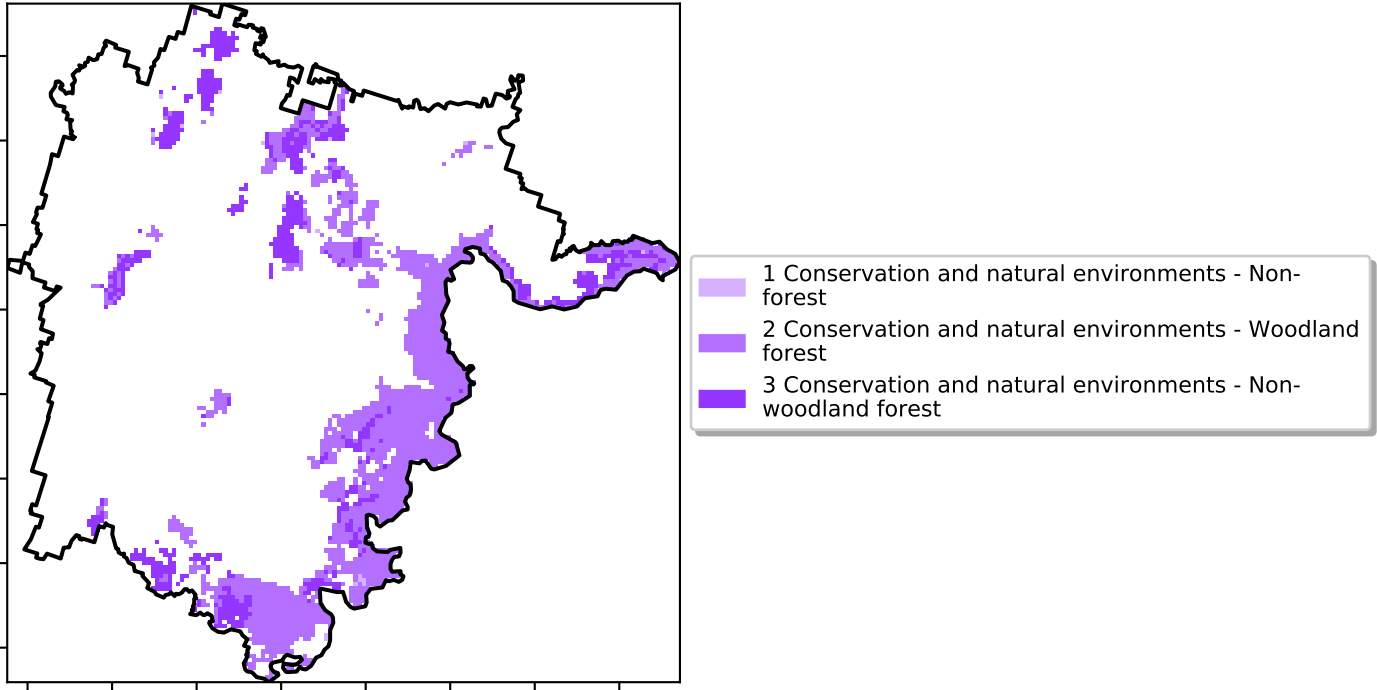 1 Conservation and natural environments - Non-
forest
2 Conservation and natural environments - Woodland
forest
3 Conservation and natural environments - Non-
woodland forest